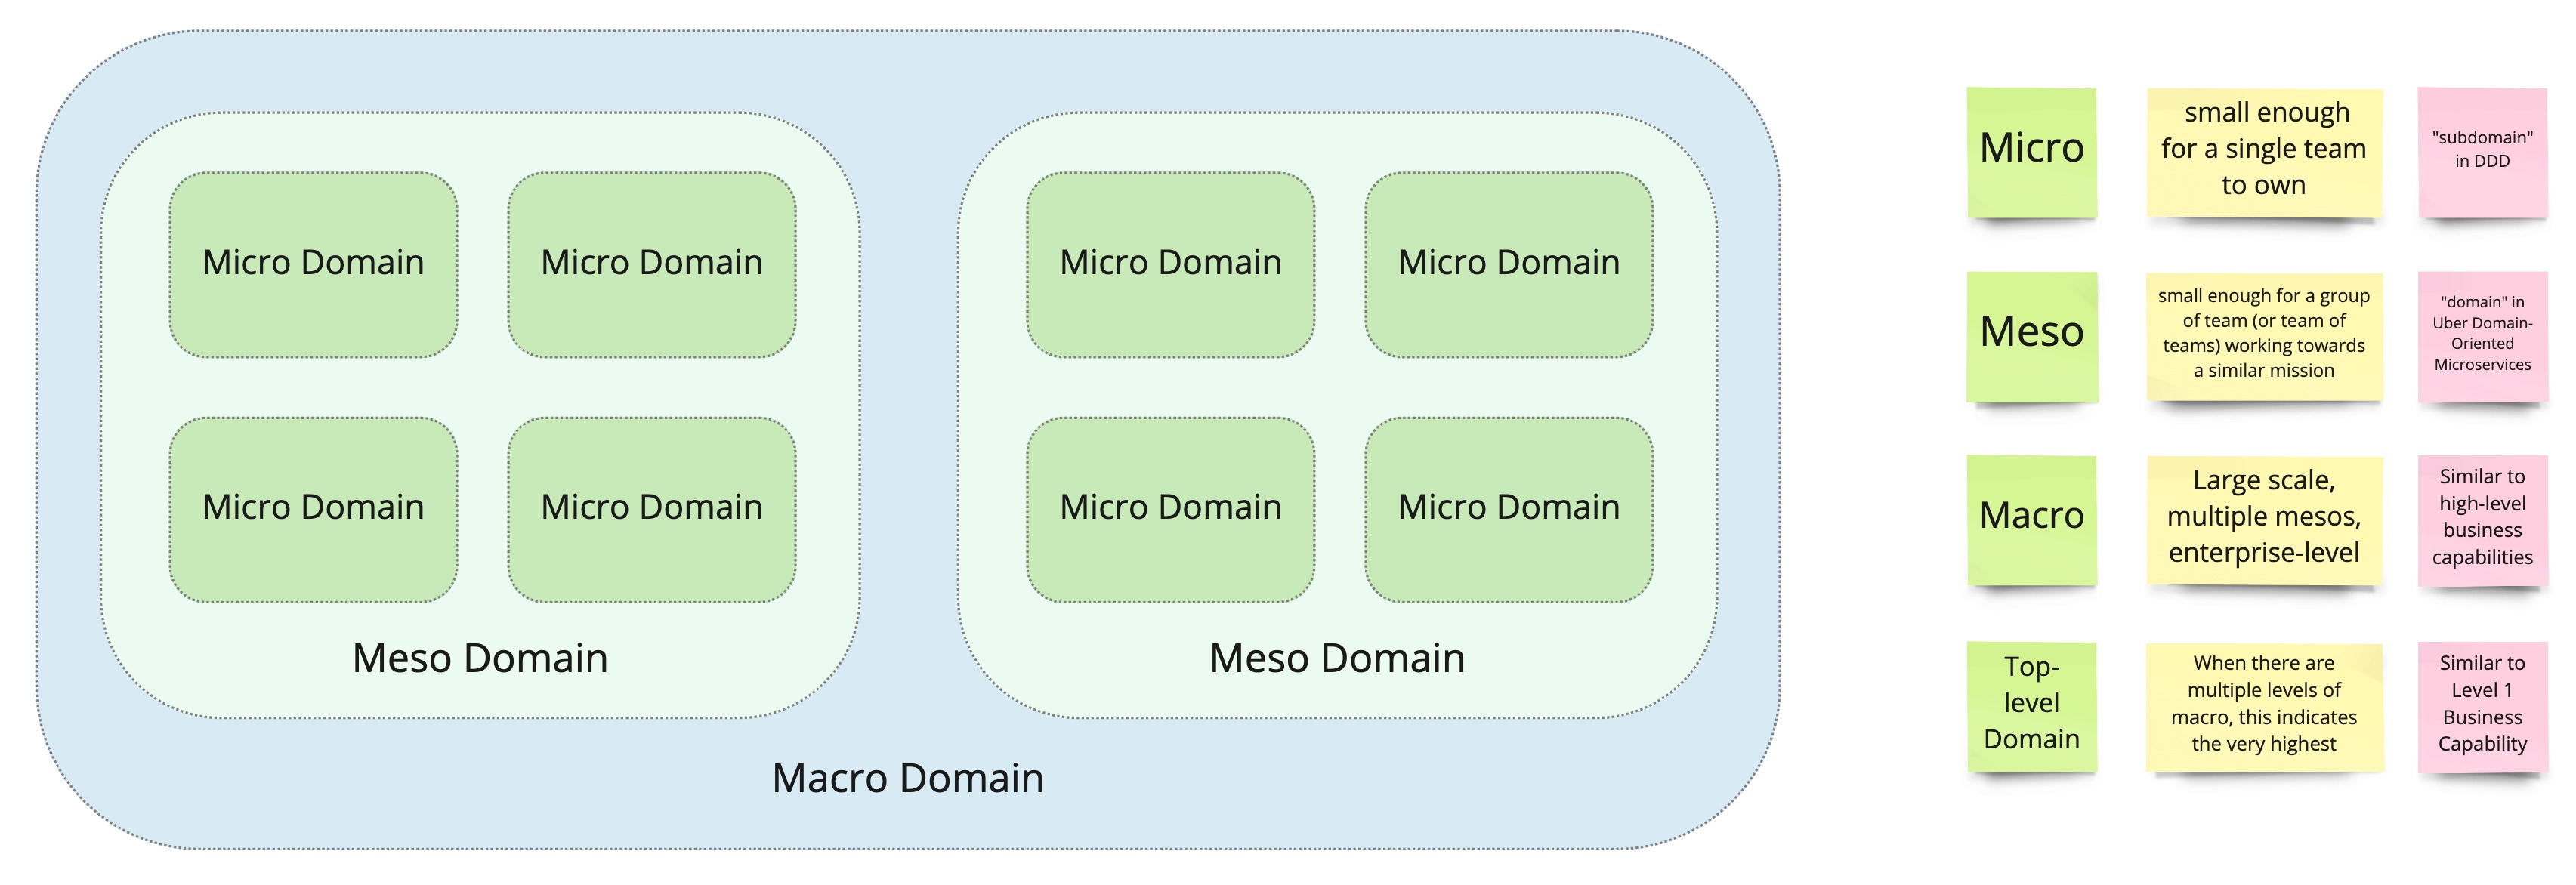 Micro Domain
Micro Domain
Micro Domain
Micro Domain
Meso Domain
Micro Domain
Micro Domain
Micro Domain
Micro Domain
Meso Domain
Macro Domain
Micro
small enough
for a single team
to own
"subdomain"
in DDD
Meso
small enough for a group
of team (or team of
teams) working towards
a similar mission
"domain" in
Uber Domain-
Oriented
Microservices
Macro
Large scale,
multiple mesos,
enterprise-level
Similar to
high-level
business
capabilities
Top-
level
Domain
When there are
multiple levels of
macro, this indicates
the very highest
Similar to
Level 1
Business
Capability